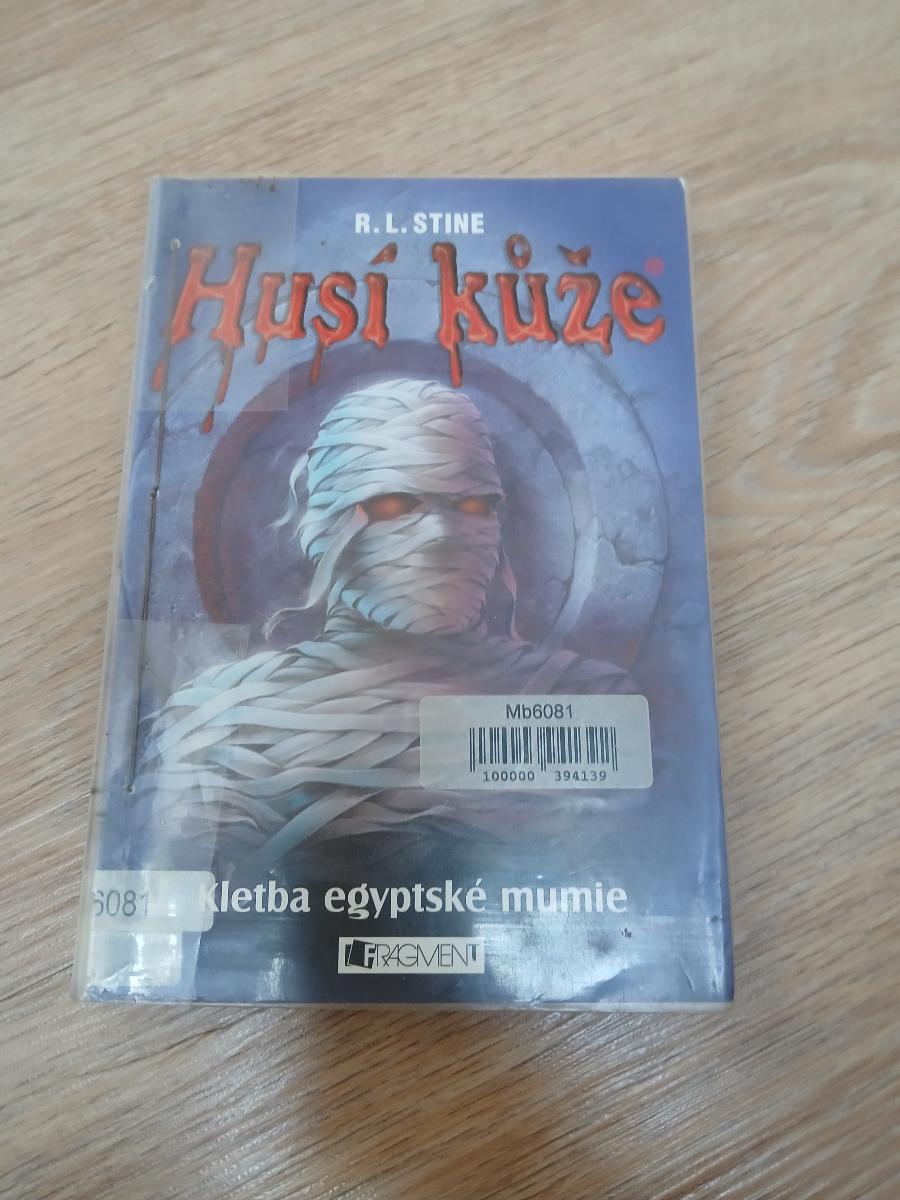 R. L. STINE
Husí kůže®
Mb6081
100000 394139
6081
Kletba egyptské mumie
FRAGMENT